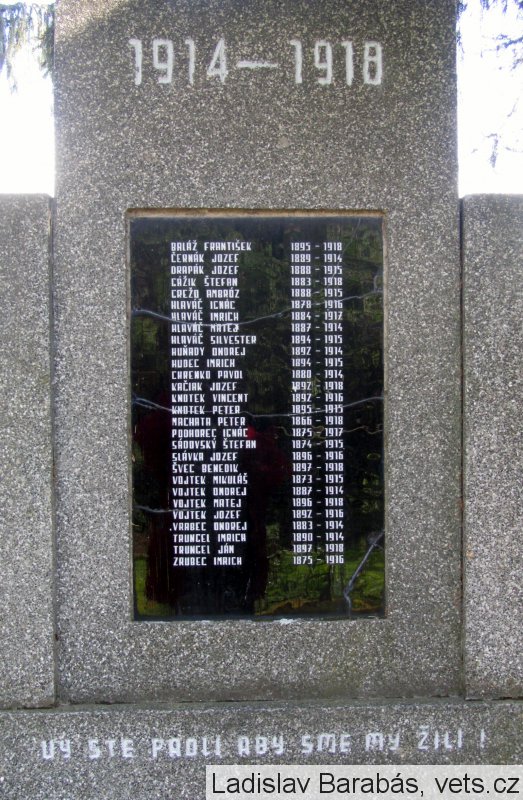 1914 – 1918
BALÁŽ FRANTIŠEK 1895 - 1918
ČERNÁK JOZEF 1889 - 1914
DRAPÁK JOZEF 1888 - 1915
CÁŽIK ŠTEFAN 1883 - 1918
CREŽO AMBRÓZ 1888 - 1915
HLAVÁČ IGNÁC 1878 - 1916
HLAVÁČ IMRICH 1884 - 1917
HLAVÁČ MATEJ 1887 - 1914
HLAVÁČ SILVESTER 1894 - 1915
HUŇADY ONDREJ 1892 - 1914
HUDEC IMRICH 1894 - 1915
CHRENKO PAVOL 1880 - 1914
KAČIAK JOZEF 1892 - 1918
KNOTEK VINCENT 1892 - 1916
KNOTEK PETER 1895 - 1915
MACHATA PETER 1866 - 1918
PODHOREC IGNÁC 1875 - 1917
SÁDOVSKÝ ŠTEFAN 1874 - 1915
SLÁVKA JOZEF 1896 - 1916
ŠVEC BENEDIK 1897 - 1918
VOJTEK MIKULÁŠ 1873 - 1915
VOJTEK ONDREJ 1887 - 1914
VOJTEK MATEJ 1896 - 1918
VOJTEK JOZEF 1892 - 1916
VRABEC ONDREJ 1883 - 1914
TRUNCEL IMRICH 1890 - 1914
TRUNCEL JÁN 1897 - 1918
ZRUBEC IMRICH 1875 - 1916
VY STE PADLI ABY SME MY ŽILI !
Ladislav Barabás, vets.cz